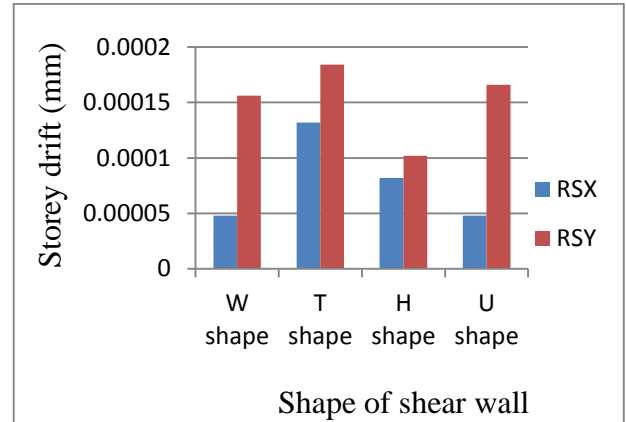 Storey drift (mm)
0.0002
0.00015
0.0001
0.00005
0
W shape
T shape
H shape
U shape
RSX
RSY
Shape of shear wall